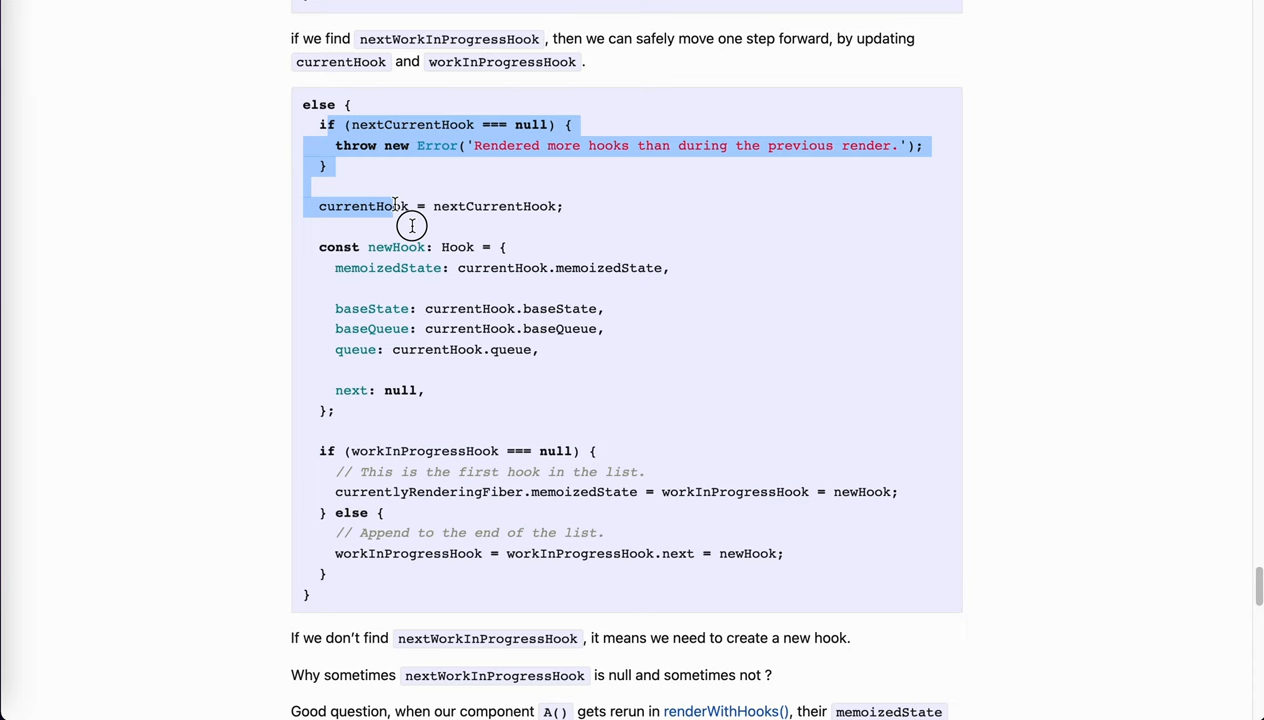 if we find nextWorkInProgressHook, then we can safely move one step forward, by updating
currentHook and workInProgressHook.
else {
if (nextCurrentHook === null) {
throw new Error('Rendered more hooks than during the previous render.');
}
currentHook = nextCurrentHook;
const newHook: Hook = {
memoizedState: currentHook.memoizedState,
baseState: currentHook.baseState,
baseQueue: currentHook.baseQueue,
queue: currentHook.queue,
next: null,
};
if (workInProgressHook === null) {
// This is the first hook in the list.
currentlyRenderingFiber.memoizedState = workInProgressHook = newHook;
} else {
// Append to the end of the list.
workInProgressHook = workInProgressHook.next = newHook;
}
}
If we don’t find nextWorkInProgressHook, it means we need to create a new hook.
Why sometimes nextWorkInProgressHook is null and sometimes not ?
Good question, when our component A() gets rerun in renderWithHooks(), their memoizedState